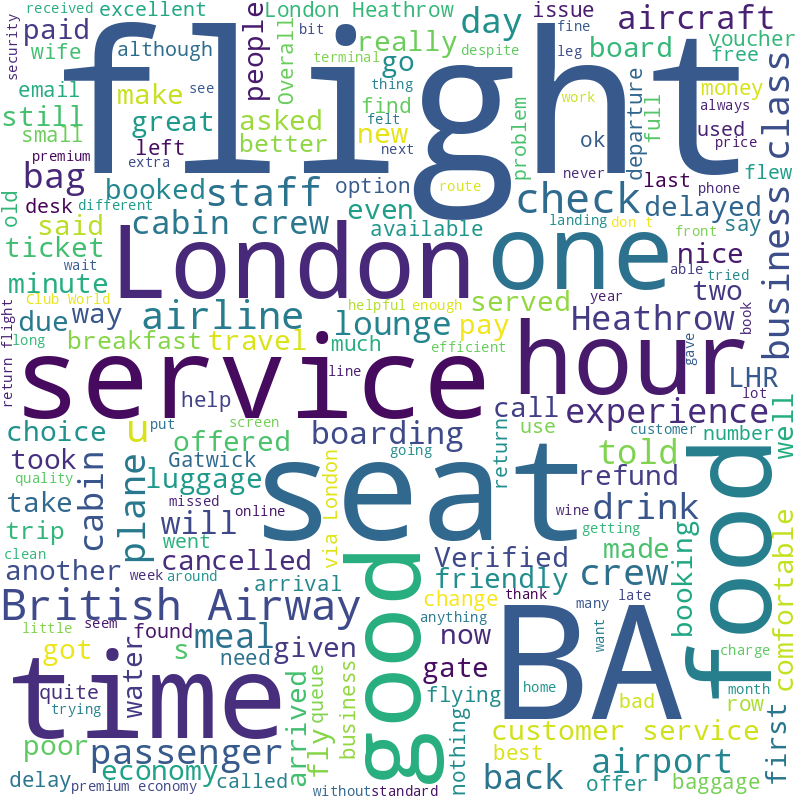 received
excellent
London Heathrow
issue
aircraft
security
paid
wife
although
Overall
bit
terminal
thing
despite
fine
leg
day
board
voucher
free
people
really
go
flight
email
make
find
felt
see
work
ok
departure
full
money
always
used
price
still
small
great
asked
better
new
next
problem
class
premium
left
extra
never
last
phone
flew
bag
booked
staff
option
route
check
desk
different
old
said
cabin crew
even
available
landing
don t
delayed
say
front
ticket
London
one
nice
able
tried
business
wait
minute
club world
helpful
enough
served
year
two
book
return flight
due
way
airline
lounge
pay
Heathrow
long
breakfast
travel
much
efficient
gave
service
line
hour
LHR
help
lot
choice
u
put
offered
boarding
call
experience
customer
number
well
screen
going
return
use
took
quality
cabin
plane
Gatwick
luggage
seat
told
refund
food
take
missed
online
via London
wine
drink
trip
will
went
getting
clean
another
week
around
cancelled
good
Verified
made
booking
comfortable
arrival
friendly
crew
British Airway
change
thank
many
late
little
seem
found
meal
anything
now
BA
want
charge
time
got
s
water
need
given
gate
quite
flying
home
month
trying
arrived
fly
queue
business
bad
row
first
poor
passenger
customer service
nothing
best
airport
delay
premium economy
economy
called
without
standard
back
offer
baggage